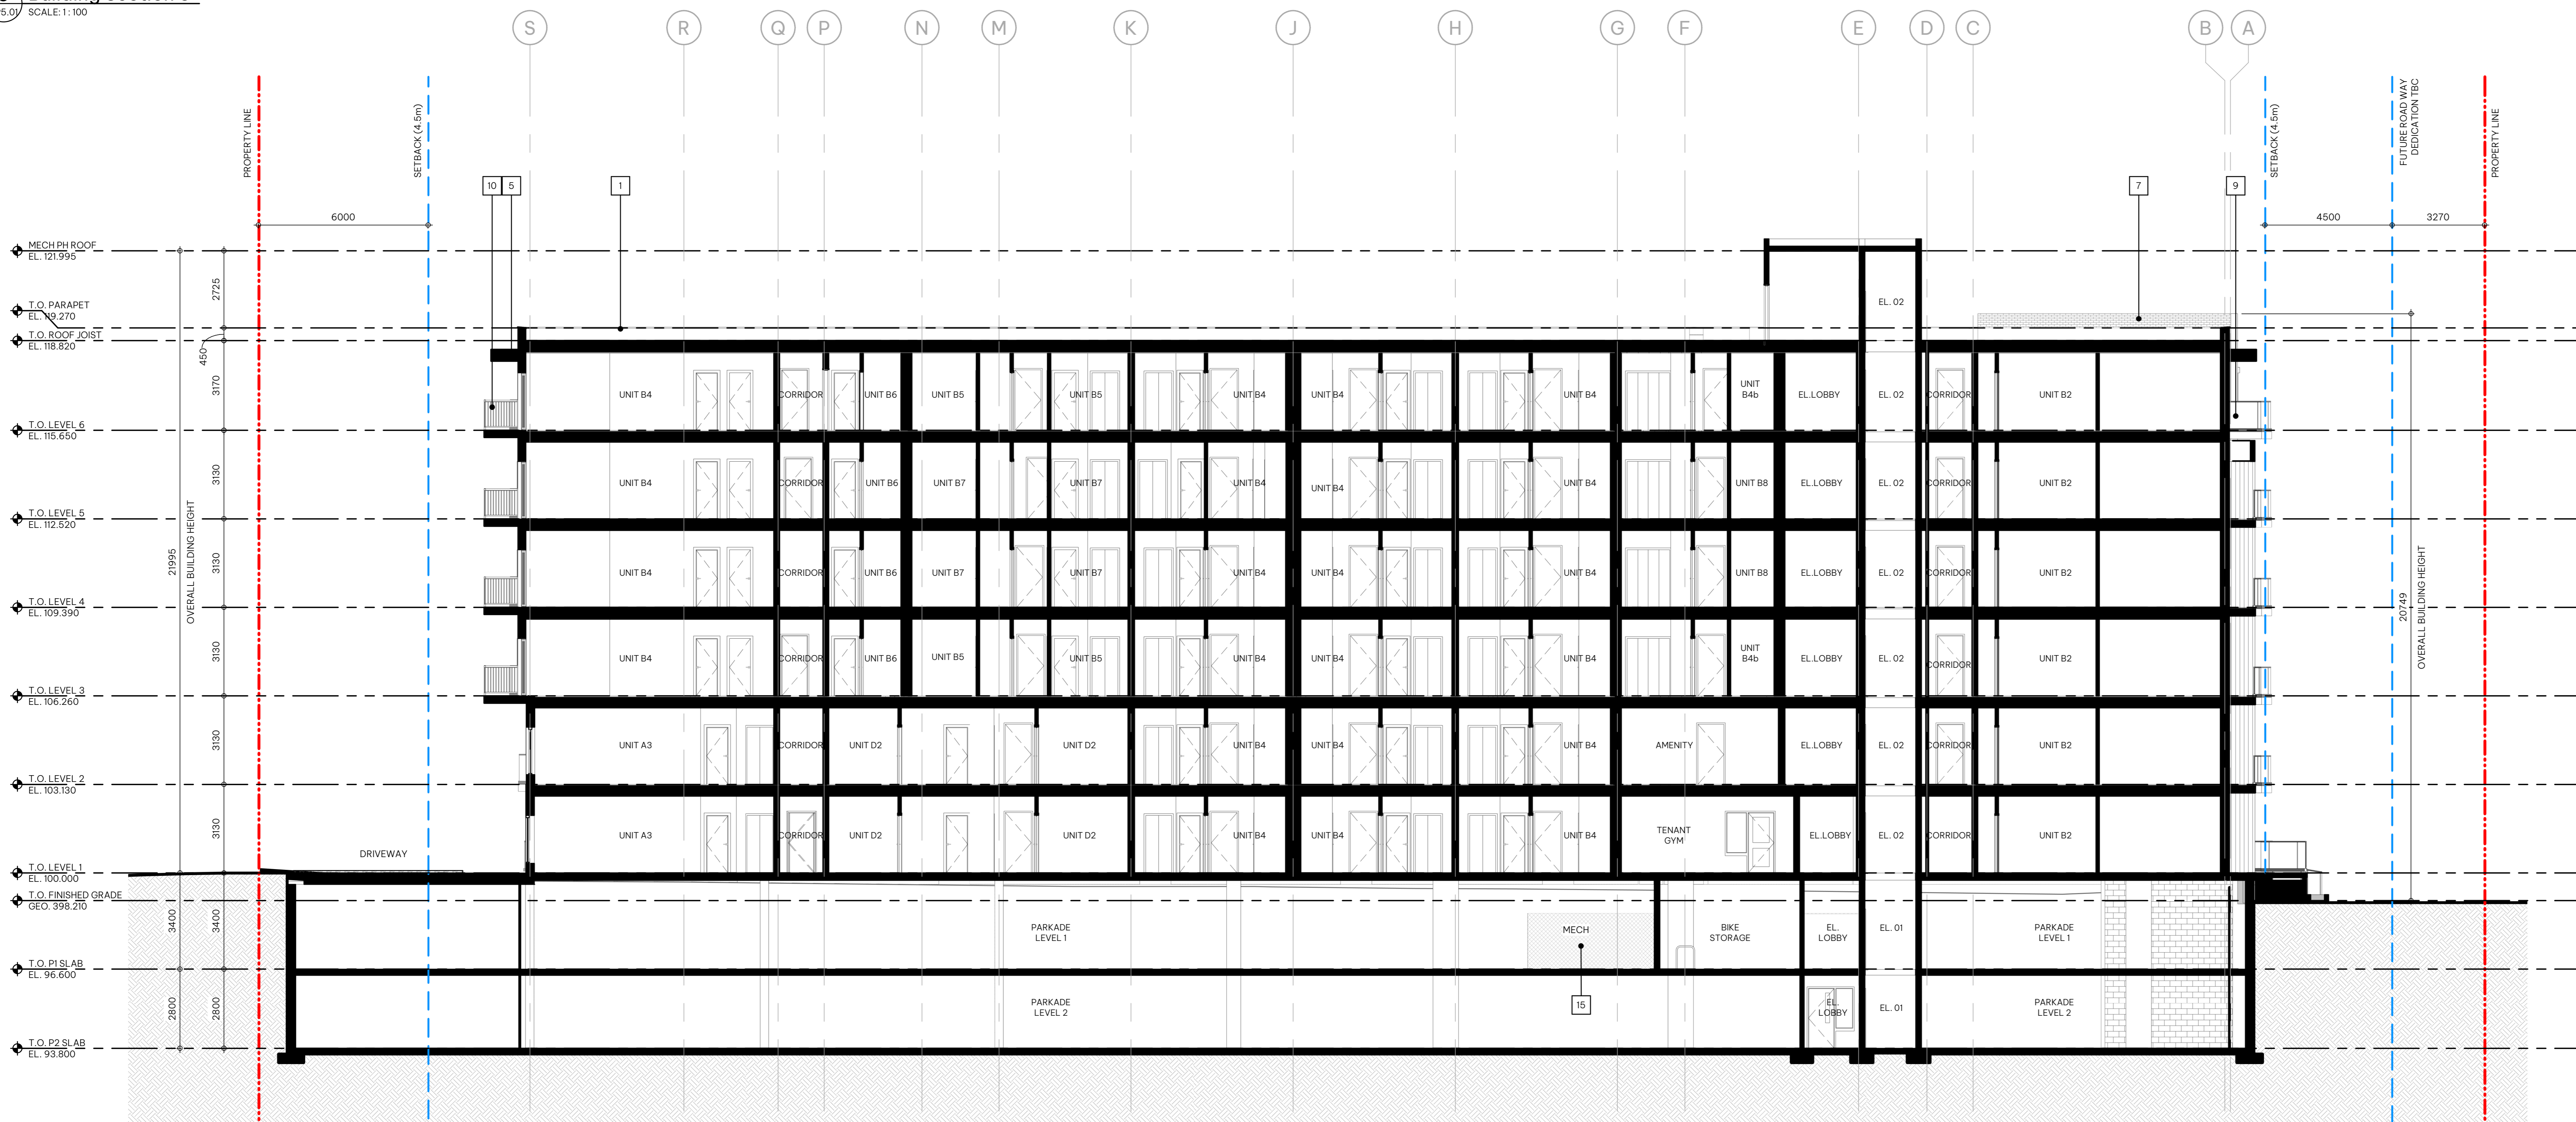 5.01
SCALE: 1 : 100
S R Q P N M K J H G F E D C B A
PROPERTY LINE
SETBACK (4.5m)
SETBACK (4.5m)
FUTURE ROAD WAY
DEDICATION TBC
PROPERTY LINE
10 5 1 7 9
6000 4500 3270
MECH PH ROOF
EL. 121.995
2725
T.O. PARAPET
EL. 119.270
T.O. ROOF JOIST
EL. 118.820
450
EL. 02
3170
UNIT B4 CORRIDOR UNIT B6 UNIT B5 UNIT B5 UNIT B4 UNIT B4 UNIT B4 UNIT
B4b
EL.LOBBY EL. 02 CORRIDOR UNIT B2
T.O. LEVEL 6
EL. 115.650
3130
UNIT B4 CORRIDOR UNIT B6 UNIT B7 UNIT B7 UNIT B4 UNIT B4 UNIT B4 UNIT B8 EL.LOBBY EL. 02 CORRIDOR UNIT B2
T.O. LEVEL 5
EL. 112.520
21995
OVERALL BUILDING HEIGHT
3130
UNIT B4 CORRIDOR UNIT B6 UNIT B7 UNIT B7 UNIT B4 UNIT B4 UNIT B4 UNIT B8 EL.LOBBY EL. 02 CORRIDOR UNIT B2
20749
OVERALL BUILDING HEIGHT
T.O. LEVEL 4
EL. 109.390
3130
UNIT B4 CORRIDOR UNIT B6 UNIT B5 UNIT B5 UNIT B4 UNIT B4 UNIT B4 UNIT
B4b
EL.LOBBY EL. 02 CORRIDOR UNIT B2
T.O. LEVEL 3
EL. 106.260
3130
UNIT A3 CORRIDOR UNIT D2 UNIT D2 UNIT B4 UNIT B4 UNIT B4 AMENITY EL.LOBBY EL. 02 CORRIDOR UNIT B2
T.O. LEVEL 2
EL. 103.130
3130
UNIT A3 CORRIDOR UNIT D2 UNIT D2 UNIT B4 UNIT B4 UNIT B4 TENANT
GYM
EL.LOBBY EL. 02 CORRIDOR UNIT B2
DRIVEWAY
T.O. LEVEL 1
EL. 100.000
T.O. FINISHED GRADE
GEO. 398.210
3400 3400
PARKADE
LEVEL 1
MECH
BIKE
STORAGE
EL.
LOBBY
EL. 01
PARKADE
LEVEL 1
T.O. P1 SLAB
EL. 96.600
2800 2800
PARKADE
LEVEL 2
15
EL.
LOBBY
EL. 01
PARKADE
LEVEL 2
T.O. P2 SLAB
EL. 93.800